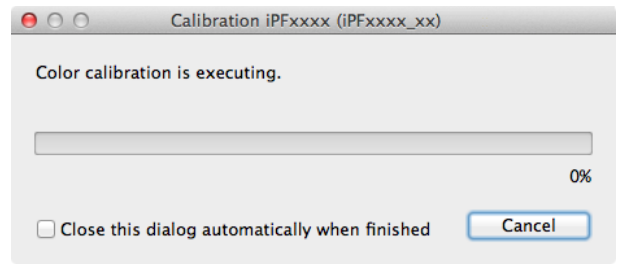 Calibration iPFxxxx (iPFxxxx_xx)
Color calibration is executing.
0%
Close this dialog automatically when finished
Cancel